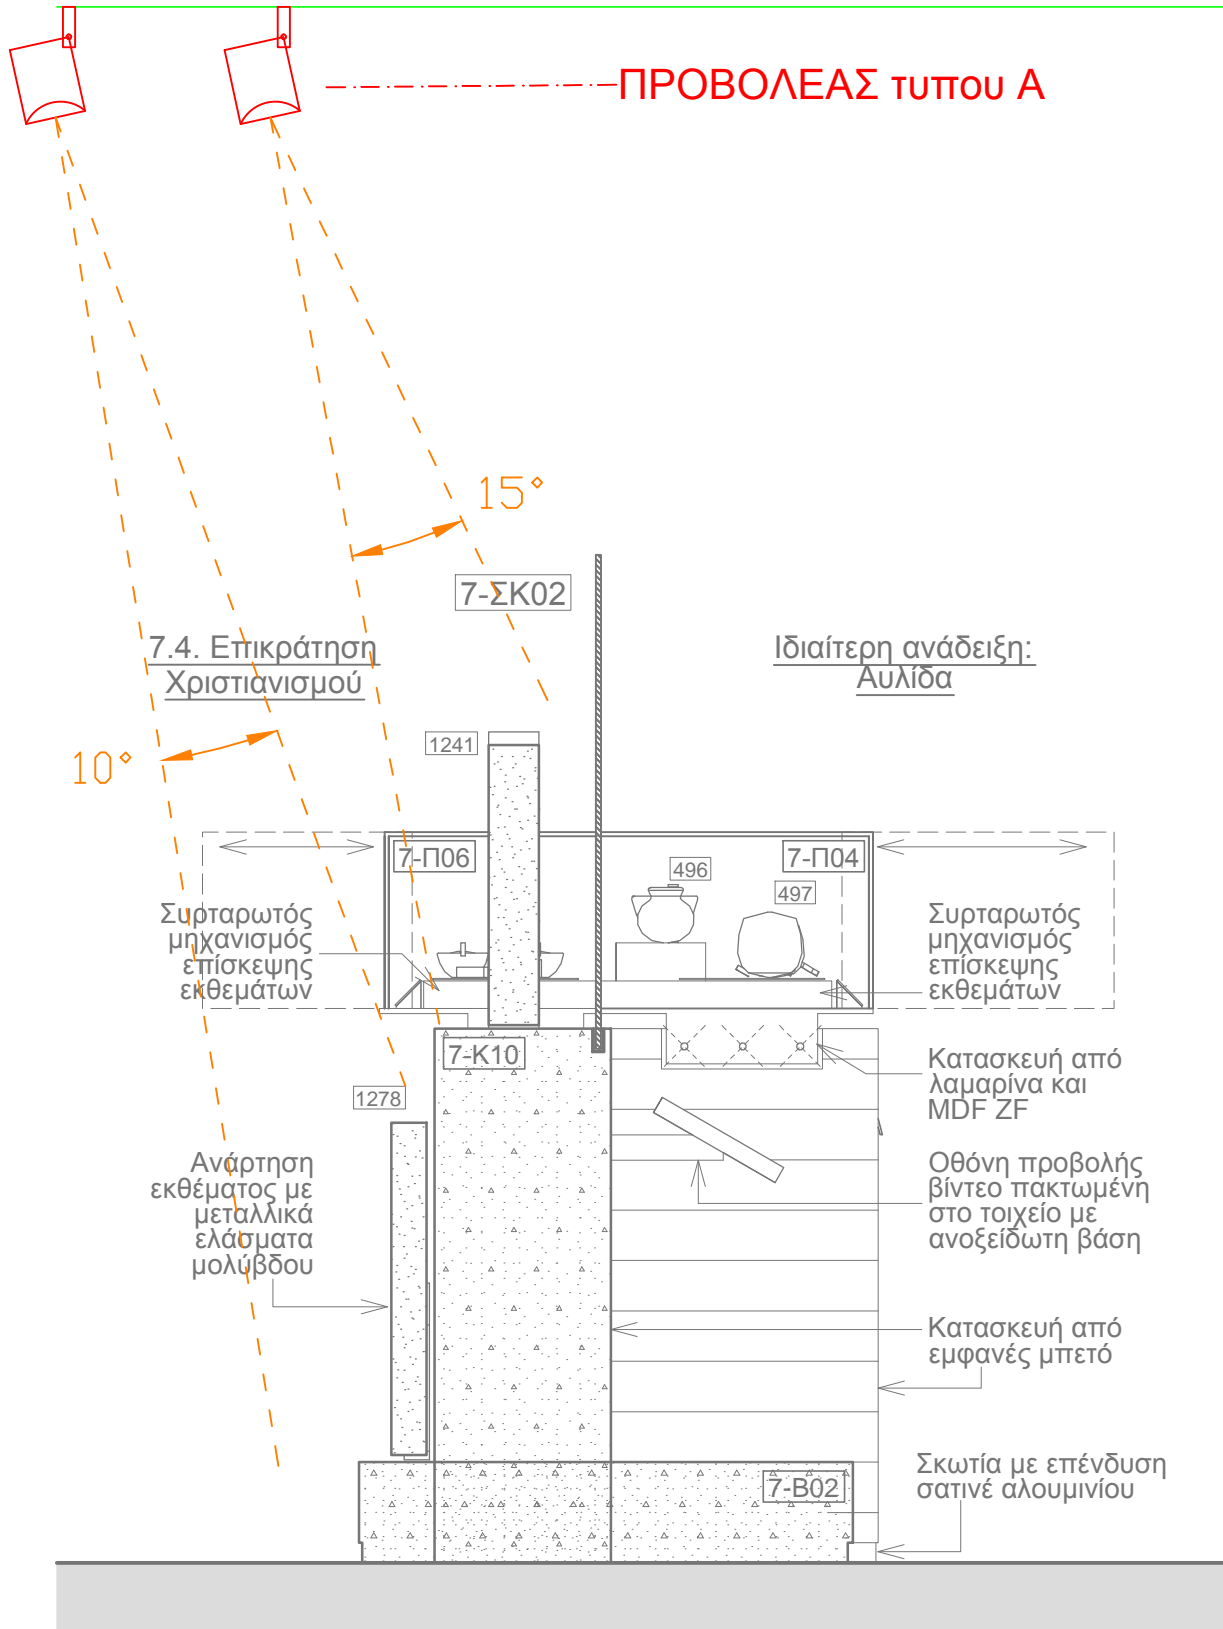 ΠΡΟΒΟΛΕΑΣ τυπου Α
15°
7-ΣΚ02
7.4. Επικράτηση
Χριστιανισμού
Ιδιαίτερη ανάδειξη:
Αυλίδα
1241
10°
7-Π06
7-Π04
496
497
Συρταρωτός
μηχανισμός
επίσκεψης
εκθεμάτων
Συρταρωτός
μηχανισμός
επίσκεψης
εκθεμάτων
7-Κ10
Κατασκευή από
λαμαρίνα και
MDF ZF
1278
Ανάρτηση
εκθέματος με
μεταλλικά
ελάσματα
μολύβδου
Οθόνη προβολής
βίντεο πακτωμένη
στο τοιχείο με
ανοξείδωτη βάση
Κατασκευή από
εμφανές μπετό
7-Β02
Σκωτία με επένδυση
σατινέ αλουμινίου